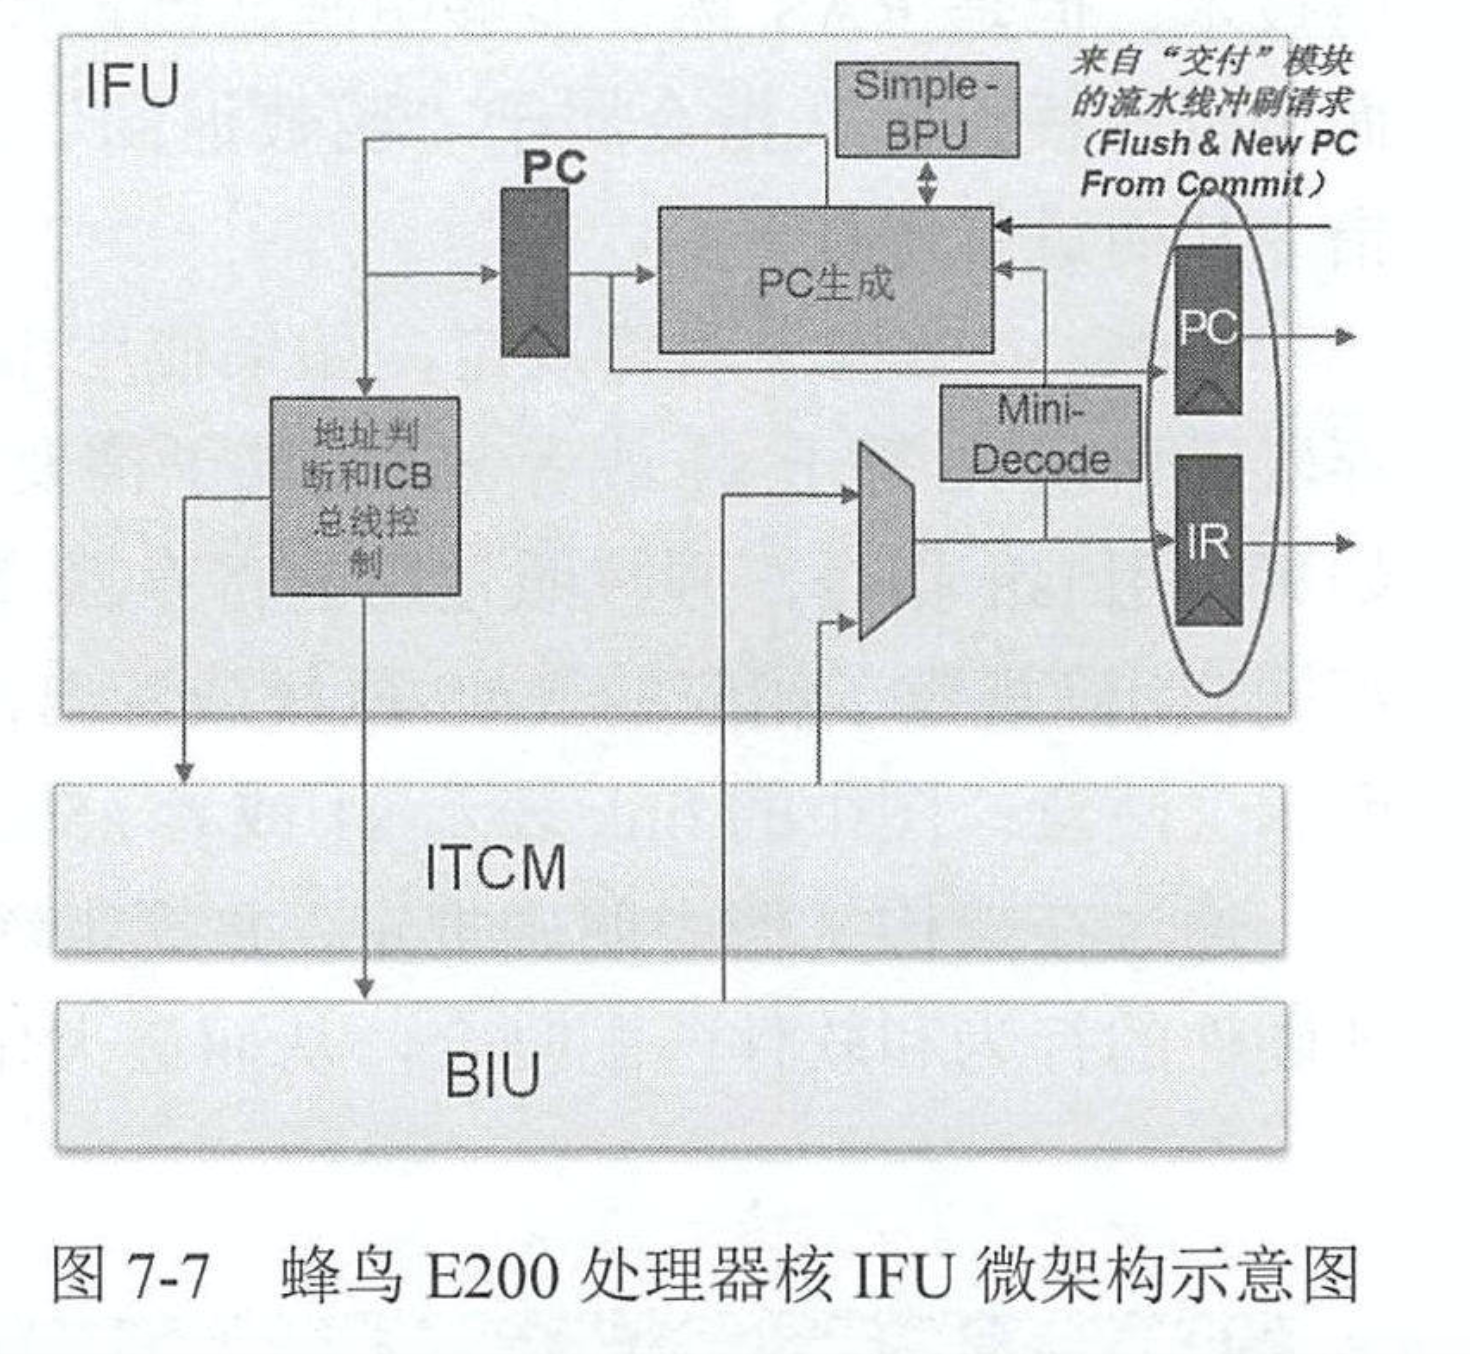 IFU
Simple-
BPU
来自“交付”模块
的流水线冲刷请求
（Flush & New PC
From Commit）
PC
PC生成
PC
地址判
断和ICB
总线控
制
Mini-
Decode
IR
ITCM
BIU
图 7-7 蜂鸟 E200 处理器核 IFU 微架构示意图